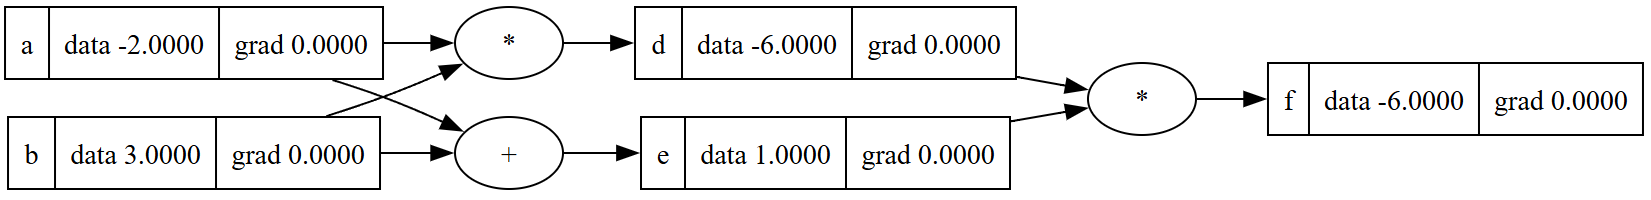 a data -2.0000 grad 0.0000
*
d data -6.0000 grad 0.0000
*
f data -6.0000 grad 0.0000
b data 3.0000 grad 0.0000
+
e data 1.0000 grad 0.0000